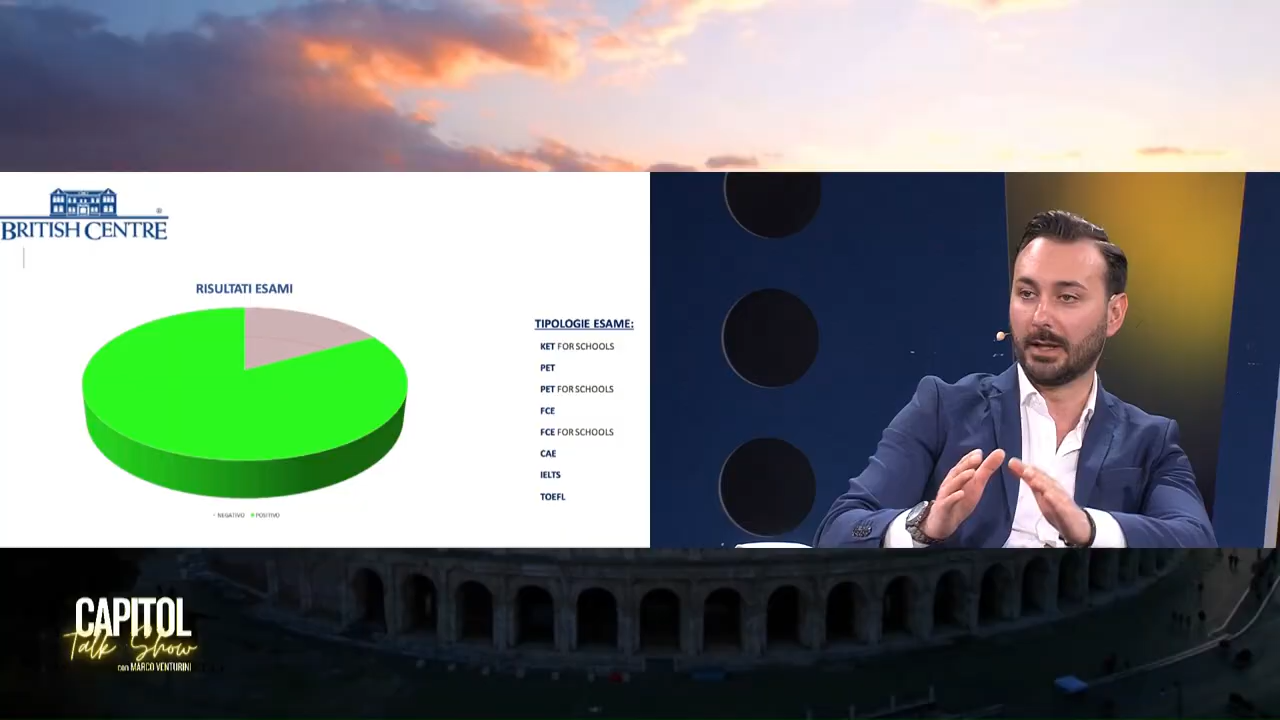 BRITISH CENTRE
®
RISULTATI ESAMI
NEGATIVO POSITIVO
TIPOLOGIE ESAME:
KET FOR SCHOOLS
PET
PET FOR SCHOOLS
FCE
FCE FOR SCHOOLS
CAE
IELTS
TOEFL
CAPITOL
Talk Show
con MARCO VENTURINI